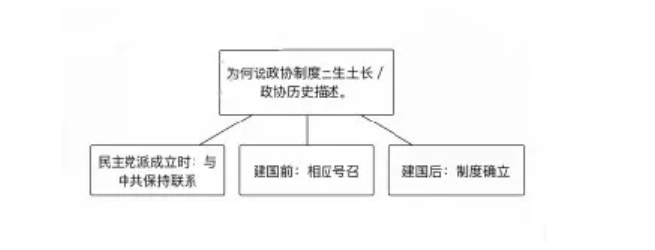 为何说政协制度土生土长/
政协历史描述。
民主党派成立时：与
中共保持联系
建国前：相应号召
建国后：制度确立